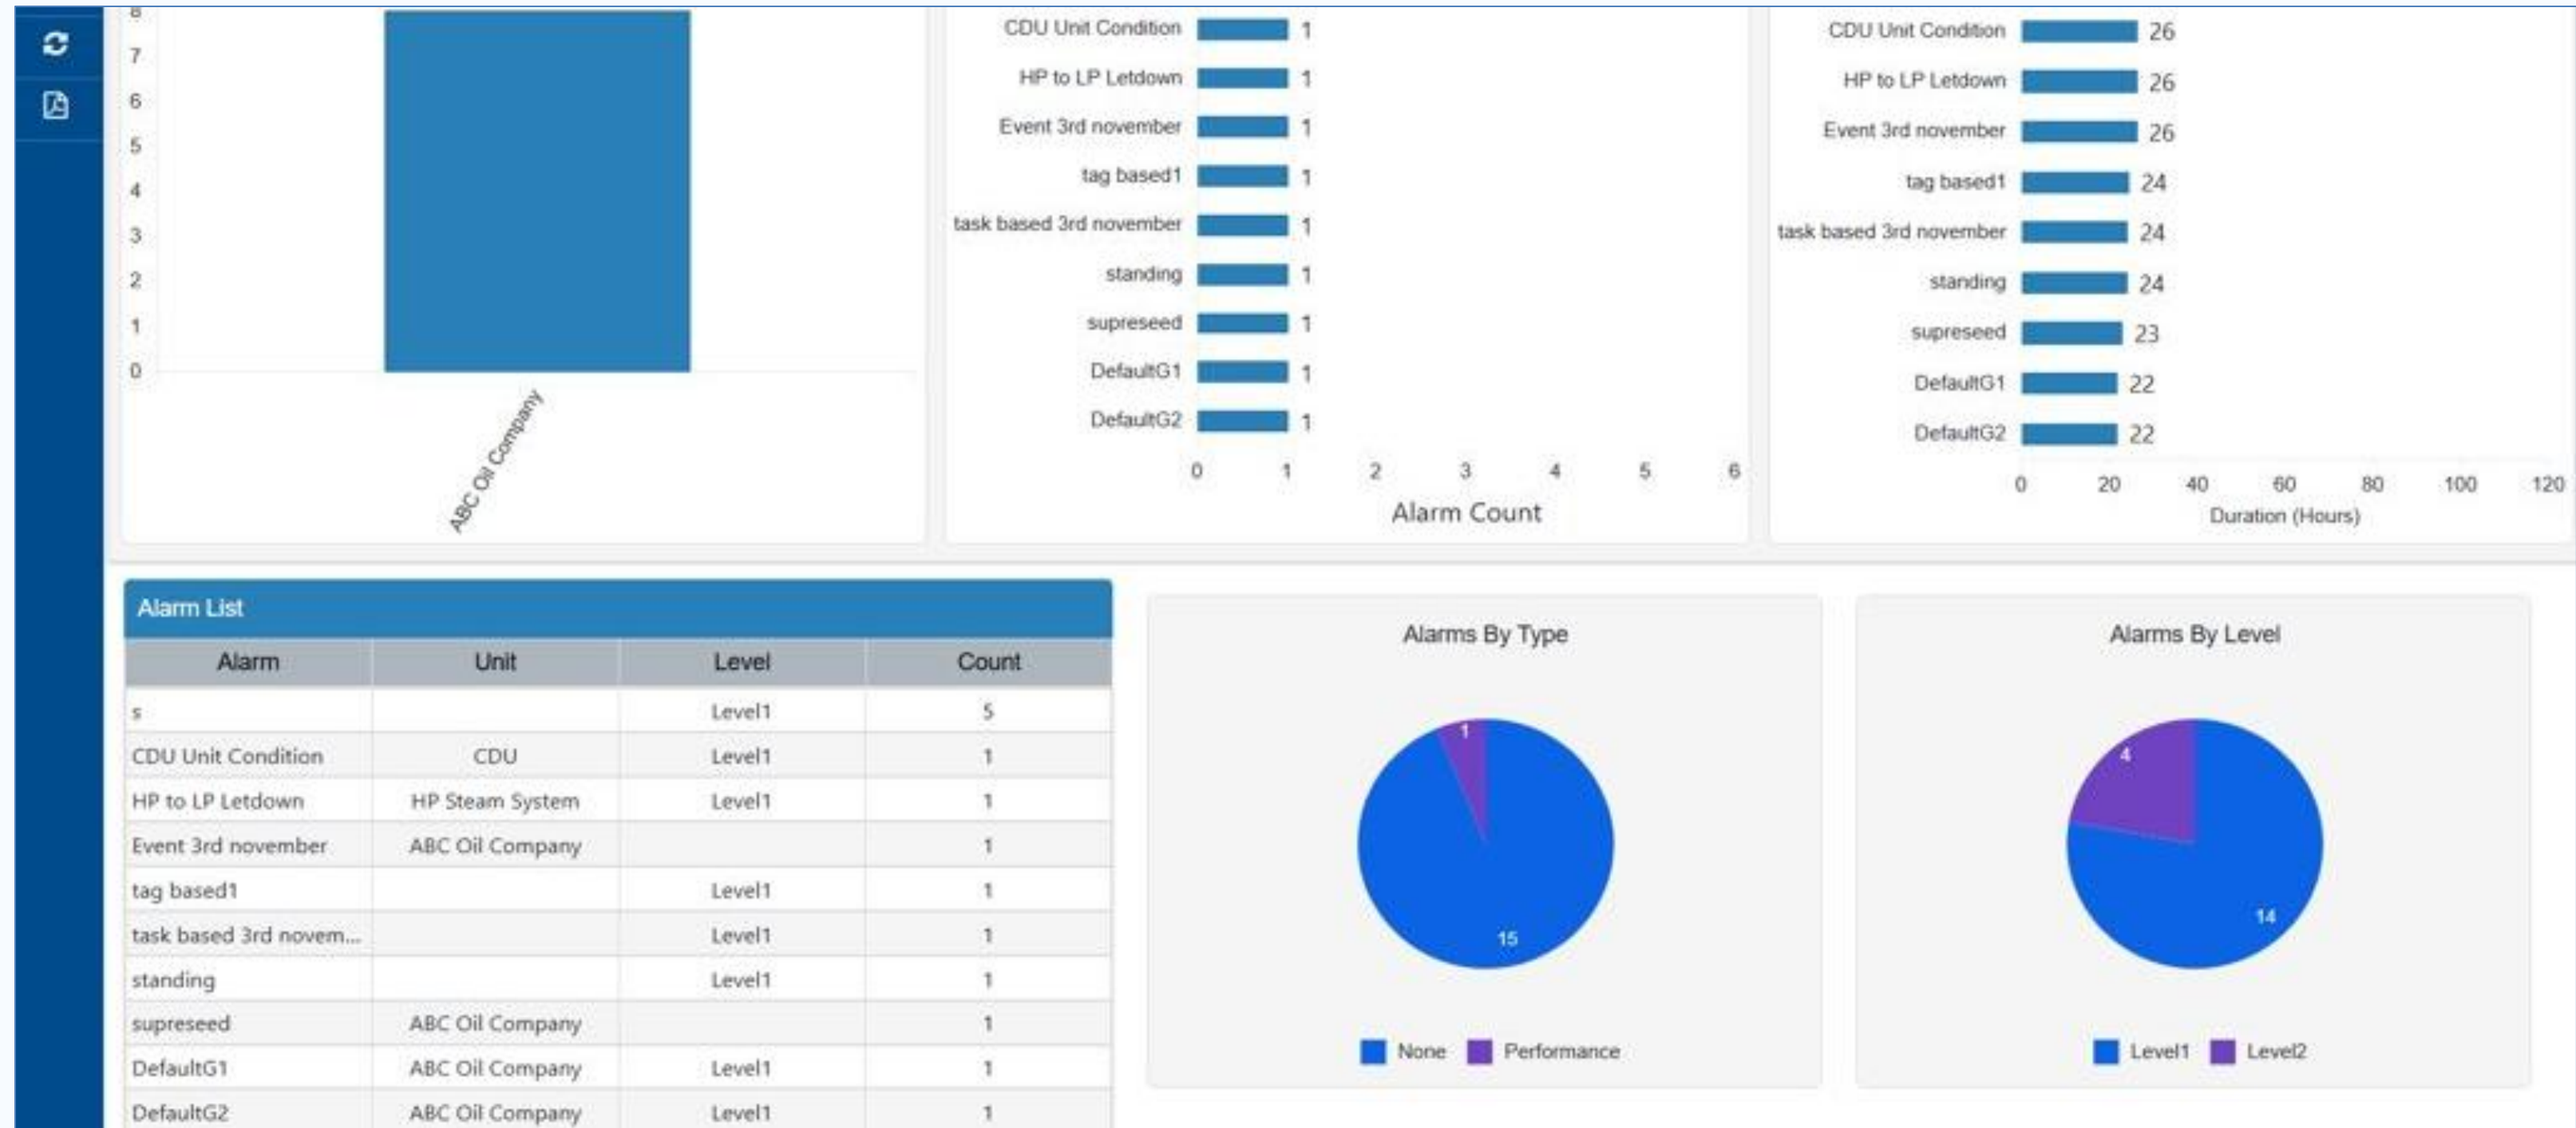 8
7
6
5
4
3
2
1
0
ABC Oil Company
CDU Unit Condition 1
HP to LP Letdown 1
Event 3rd november 1
tag based1 1
task based 3rd november 1
standing 1
supreseed 1
DefaultG1 1
DefaultG2 1
0 1 2 3 4 5 6
Alarm Count
CDU Unit Condition 26
HP to LP Letdown 26
Event 3rd november 26
tag based1 24
task based 3rd november 24
standing 24
supreseed 23
DefaultG1 22
DefaultG2 22
0 20 40 60 80 100 120
Duration (Hours)
Alarm List
Alarm Unit Level Count
s Level1 5
CDU Unit Condition CDU Level1 1
HP to LP Letdown HP Steam System Level1 1
Event 3rd november ABC Oil Company 1
tag based1 Level1 1
task based 3rd novem... Level1 1
standing Level1 1
supreseed ABC Oil Company 1
DefaultG1 ABC Oil Company Level1 1
DefaultG2 ABC Oil Company Level1 1
Alarms By Type
1
15
None Performance
Alarms By Level
4
14
Level1 Level2